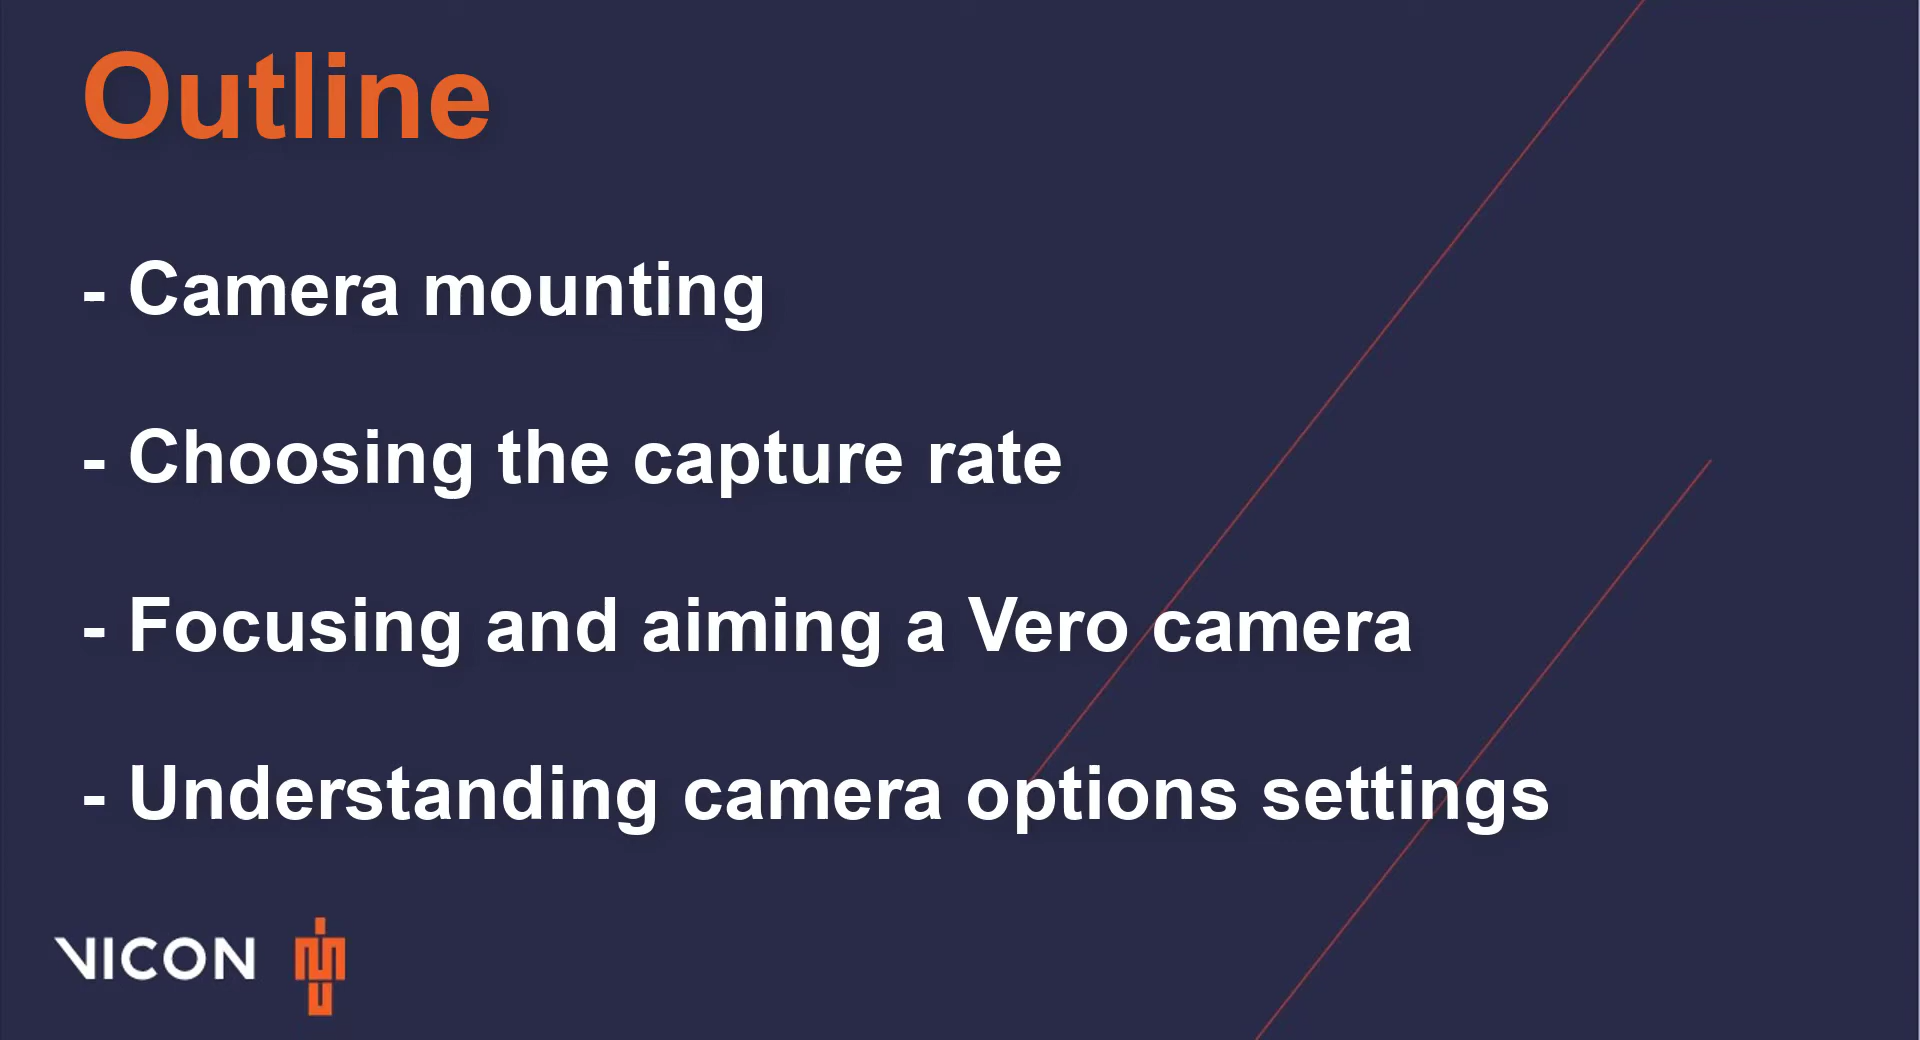 Outline
- Camera mounting
- Choosing the capture rate
- Focusing and aiming a Vero camera
- Understanding camera options settings
VICON